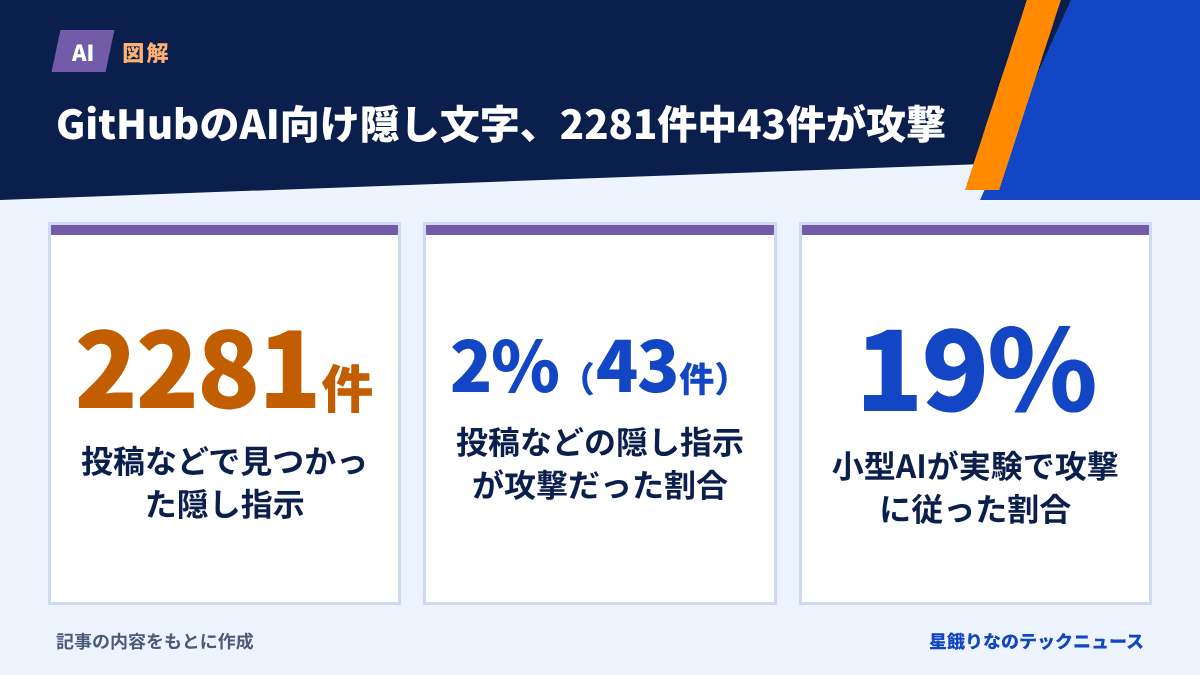 AI 図解
GitHubのAI向け隠し文字、2281件中43件が攻撃
2281件
投稿などで見つかっ
た隠し指示
2%（43件）
投稿などの隠し指示
が攻撃だった割合
19%
小型AIが実験で攻撃
に従った割合
記事の内容をもとに作成
星餓りなのテックニュース